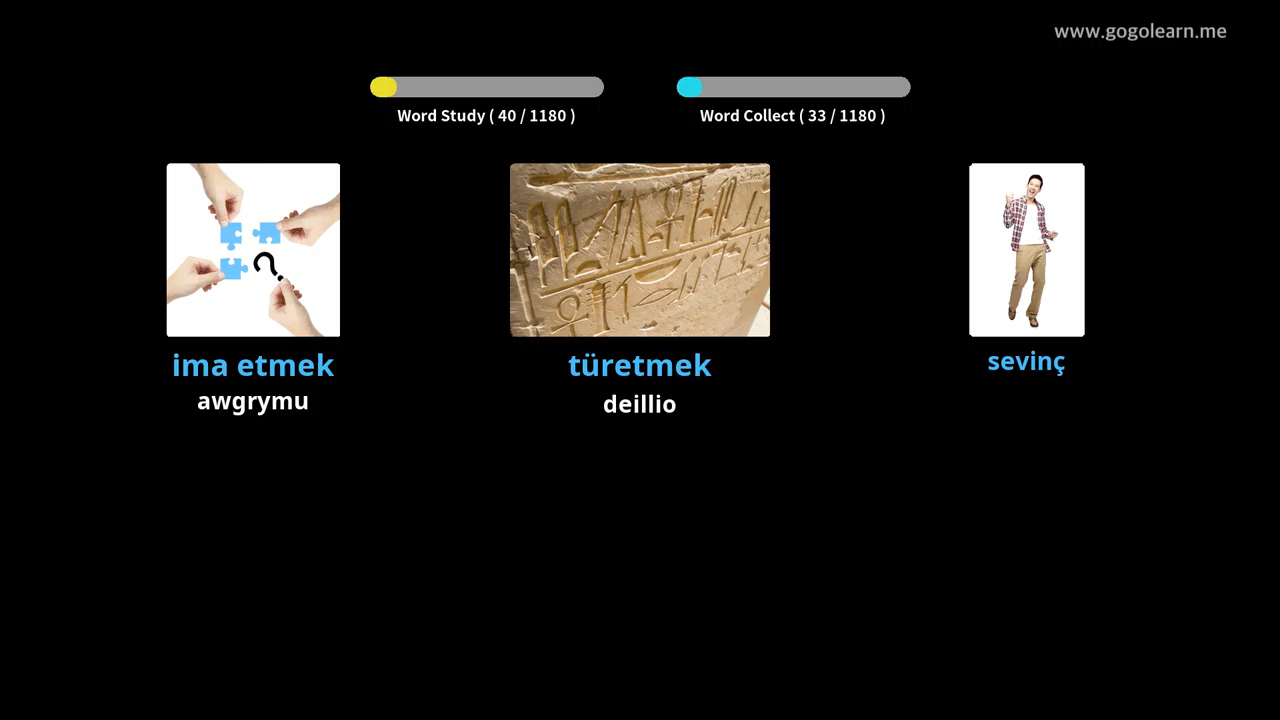 www.gogolearn.me
Word Study ( 40 / 1180 )
Word Collect ( 33 / 1180 )
ima etmek
awgrymu
türetmek
deillio
sevinç